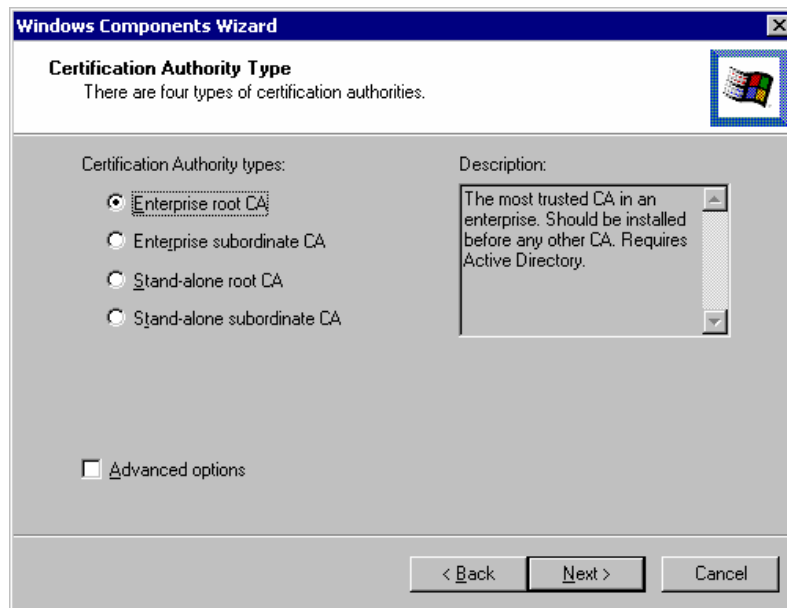 Windows Components Wizard
Certification Authority Type
There are four types of certification authorities.
Certification Authority types:
Enterprise root CA
Enterprise subordinate CA
Stand-alone root CA
Stand-alone subordinate CA
Description:
The most trusted CA in an
enterprise. Should be installed
before any other CA. Requires
Active Directory.
Advanced options
< Back
Next >
Cancel